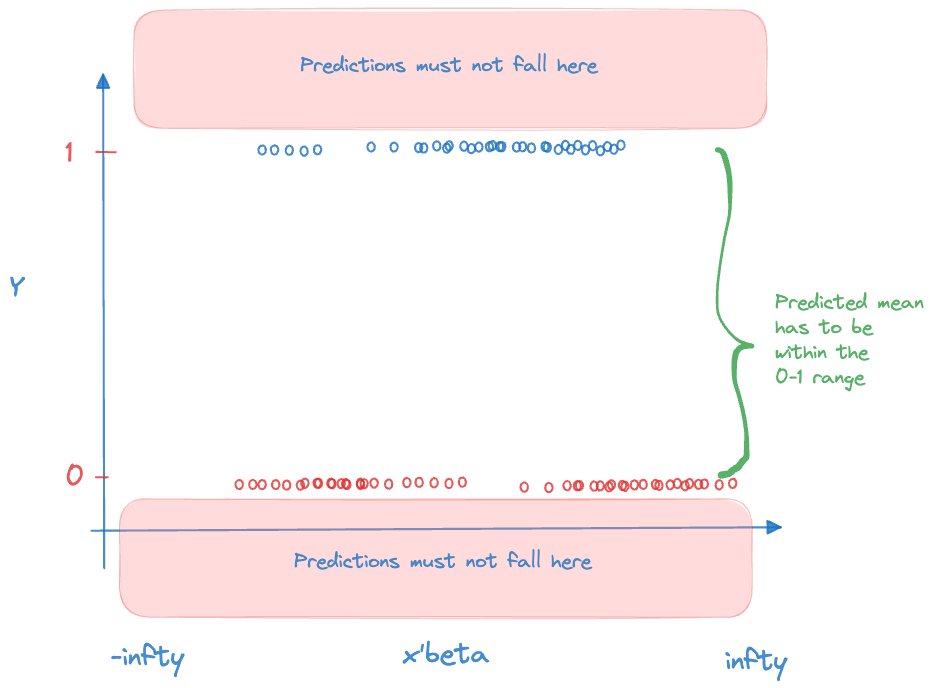 Predictions must not fall here
1
Y
Predicted mean
has to be
within the
0-1 range
0
Predictions must not fall here
-infty
x'beta
infty